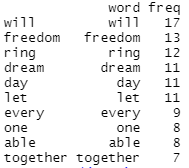 word freq
will will 17
freedom freedom 13
ring ring 12
dream dream 11
day day 11
let let 11
every every 9
one one 8
able able 8
together together 7